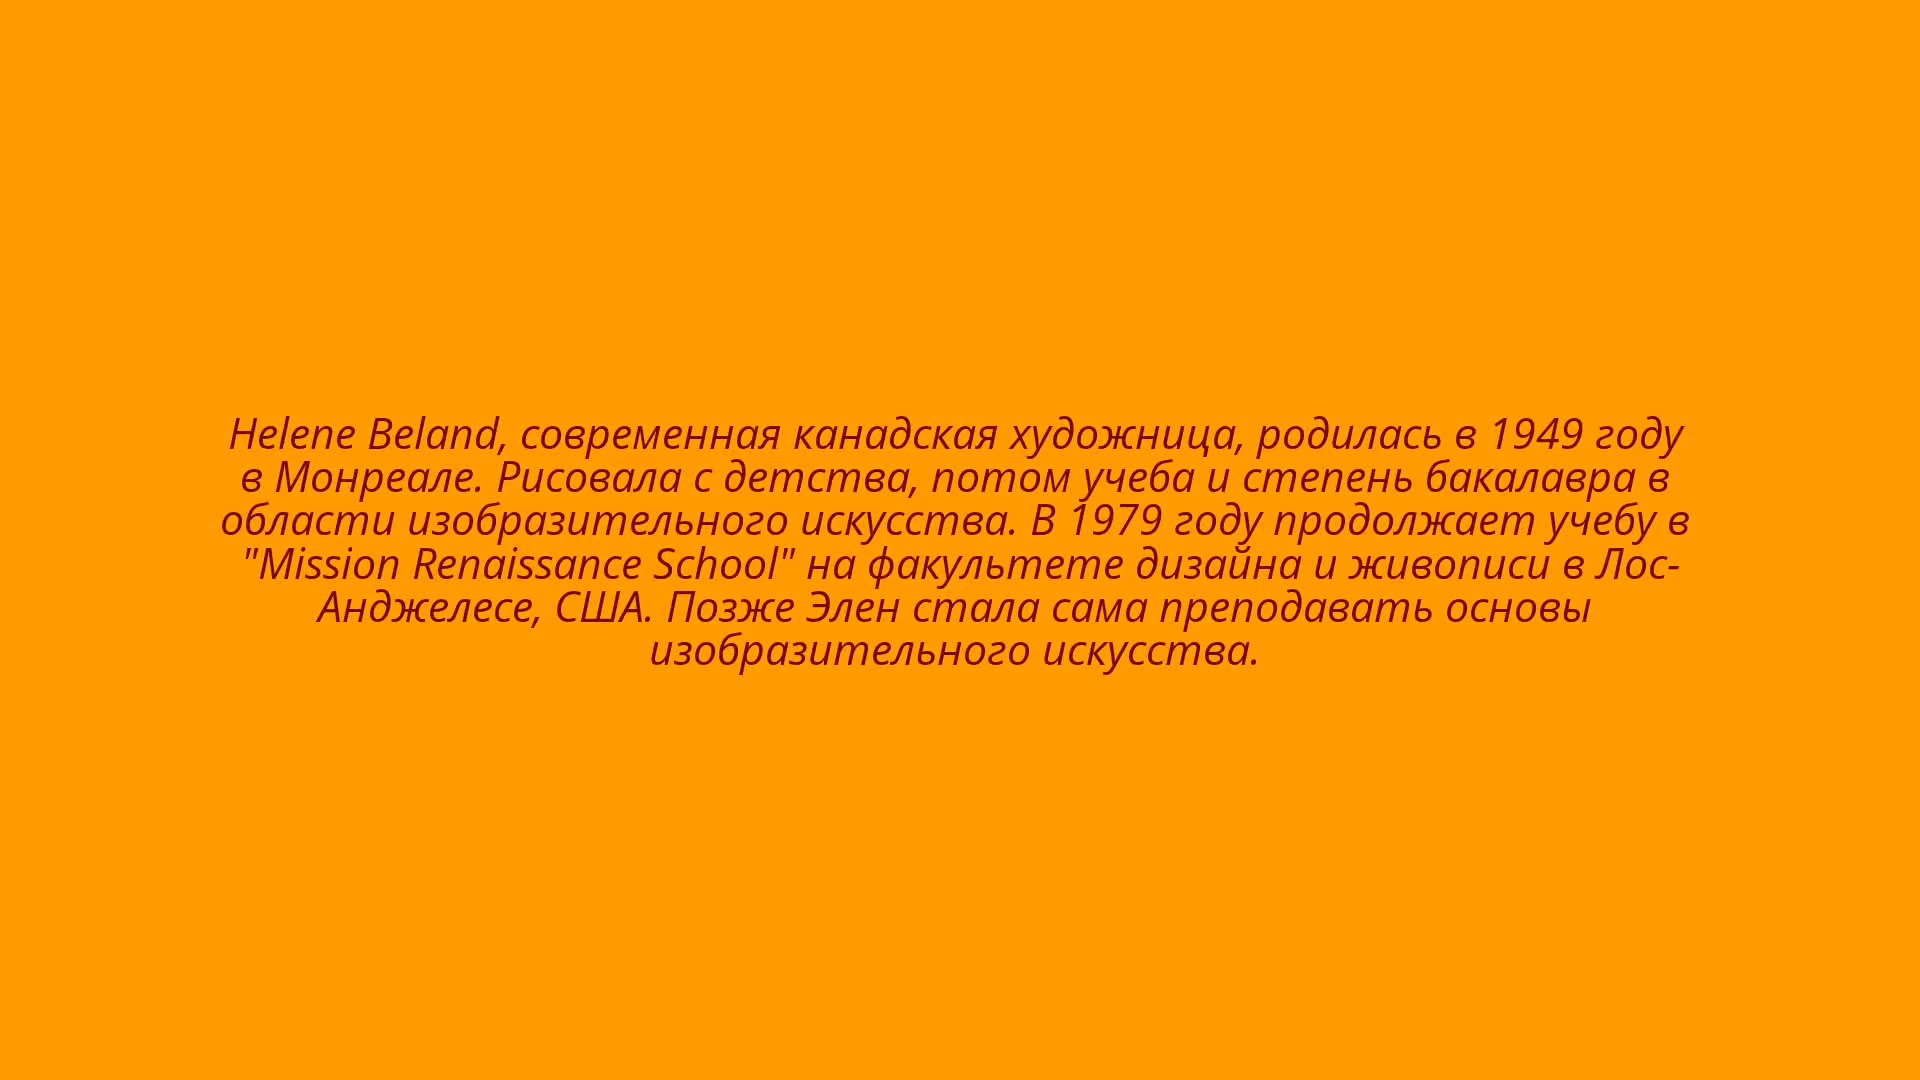 Helene Beland, современная канадская художница, родилась в 1949 году
в Монреале. Рисовала с детства, потом учеба и степень бакалавра в
области изобразительного искусства. В 1979 году продолжает учебу в
"Mission Renaissance School" на факультете дизайна и живописи в Лос-
Анджелесе, США. Позже Элен стала сама преподавать основы
изобразительного искусства.